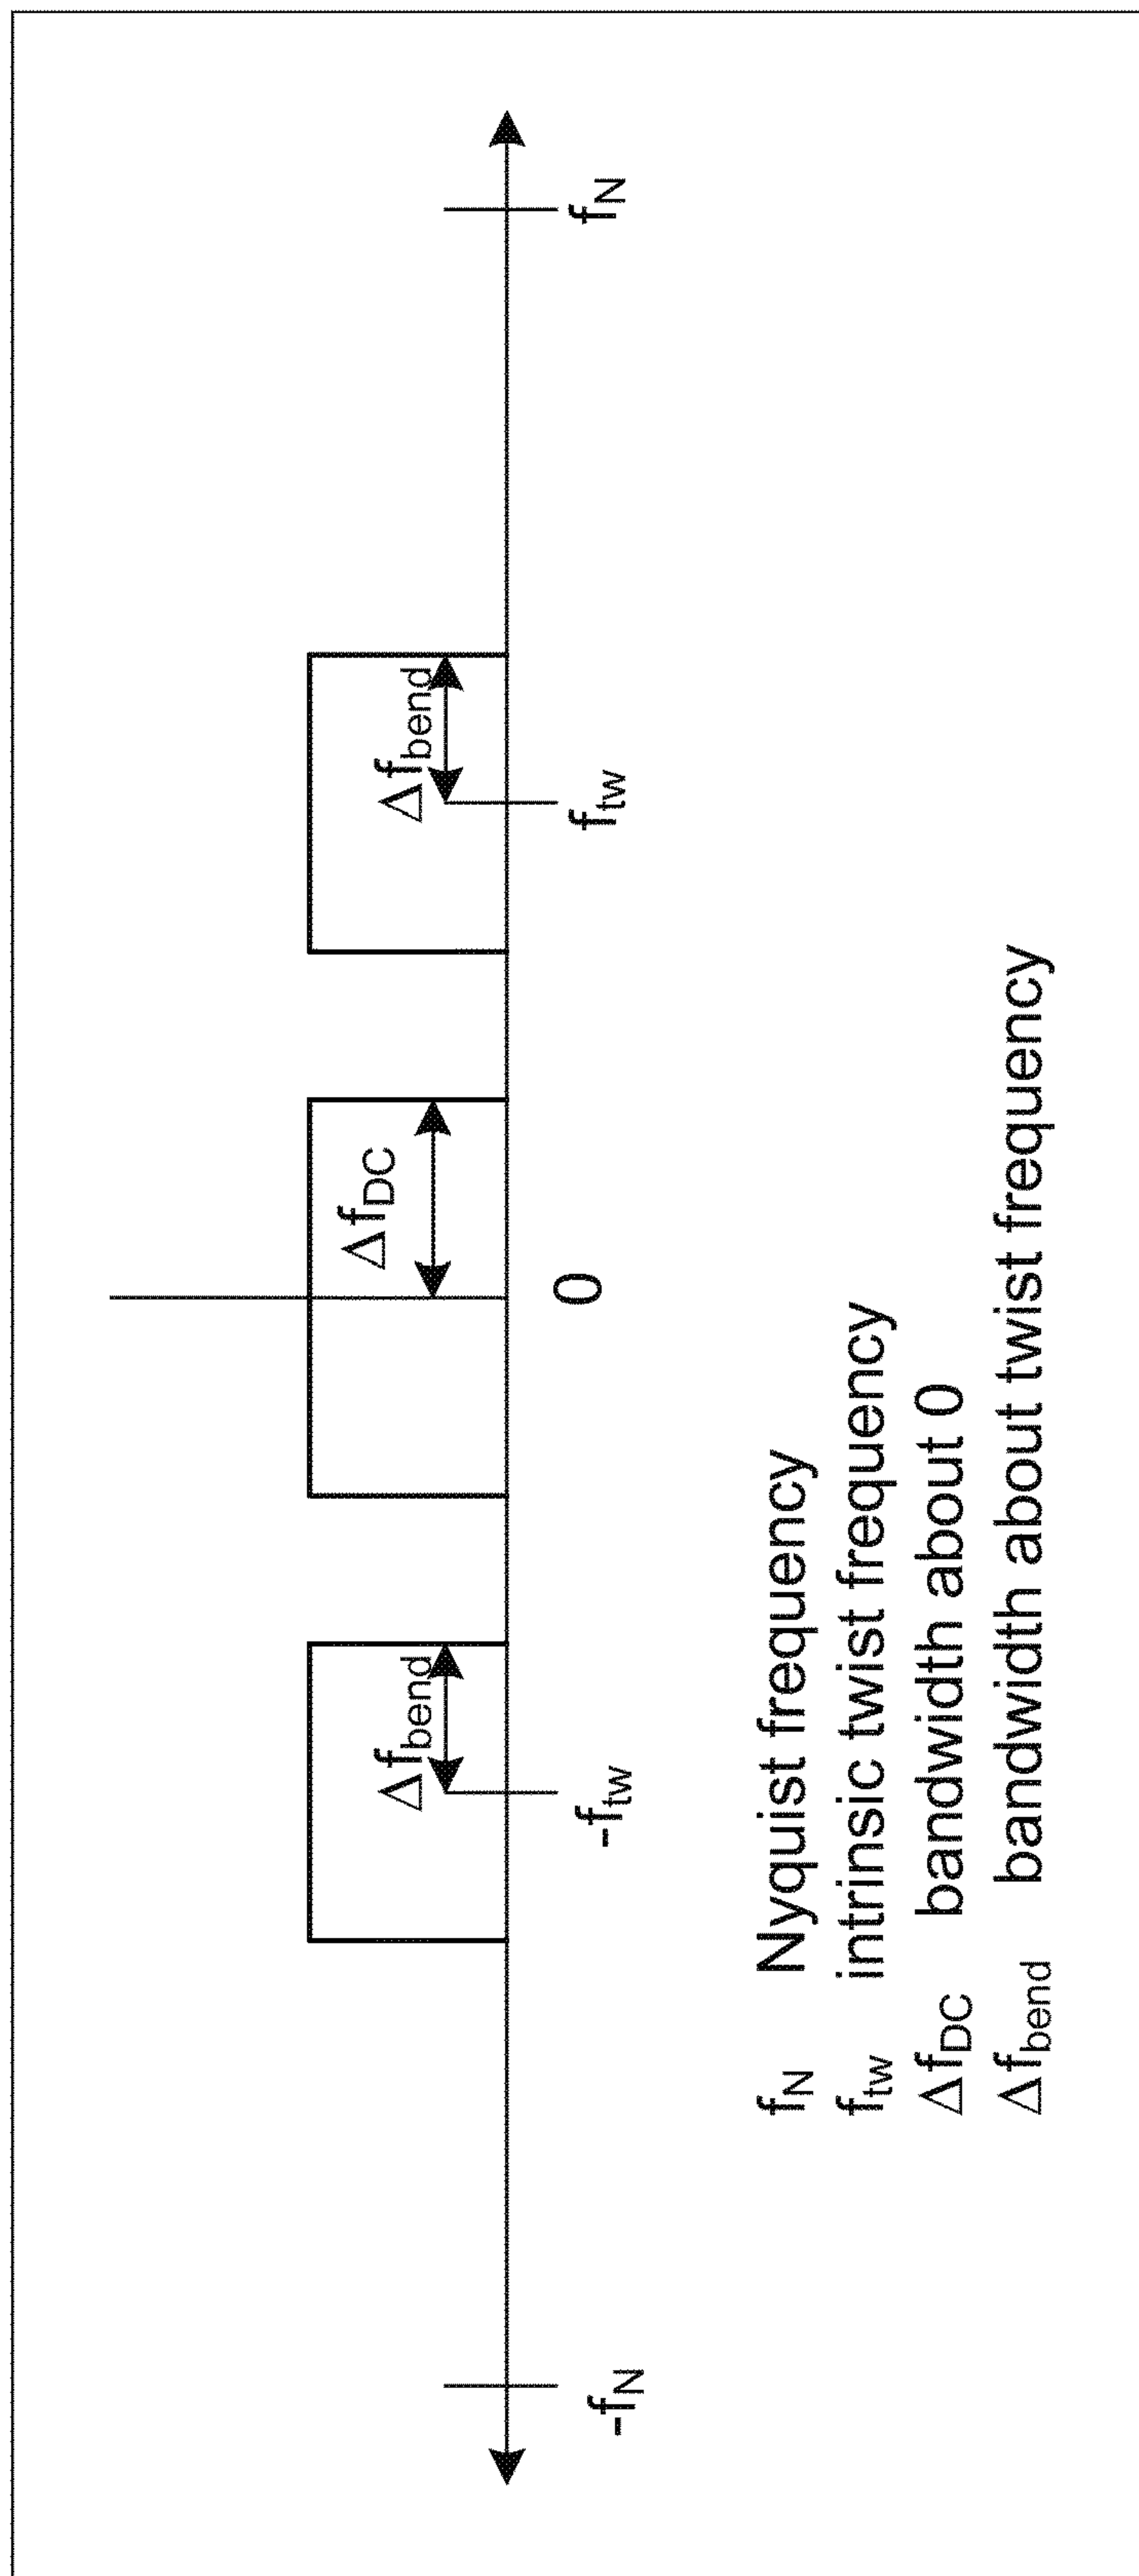 Δf_bend
Δf_DC
Δf_bend
-f_N
-f_tw
0
f_tw
f_N
f_N Nyquist frequency
f_tw intrinsic twist frequency
Δf_DC bandwidth about 0
Δf_bend bandwidth about twist frequency